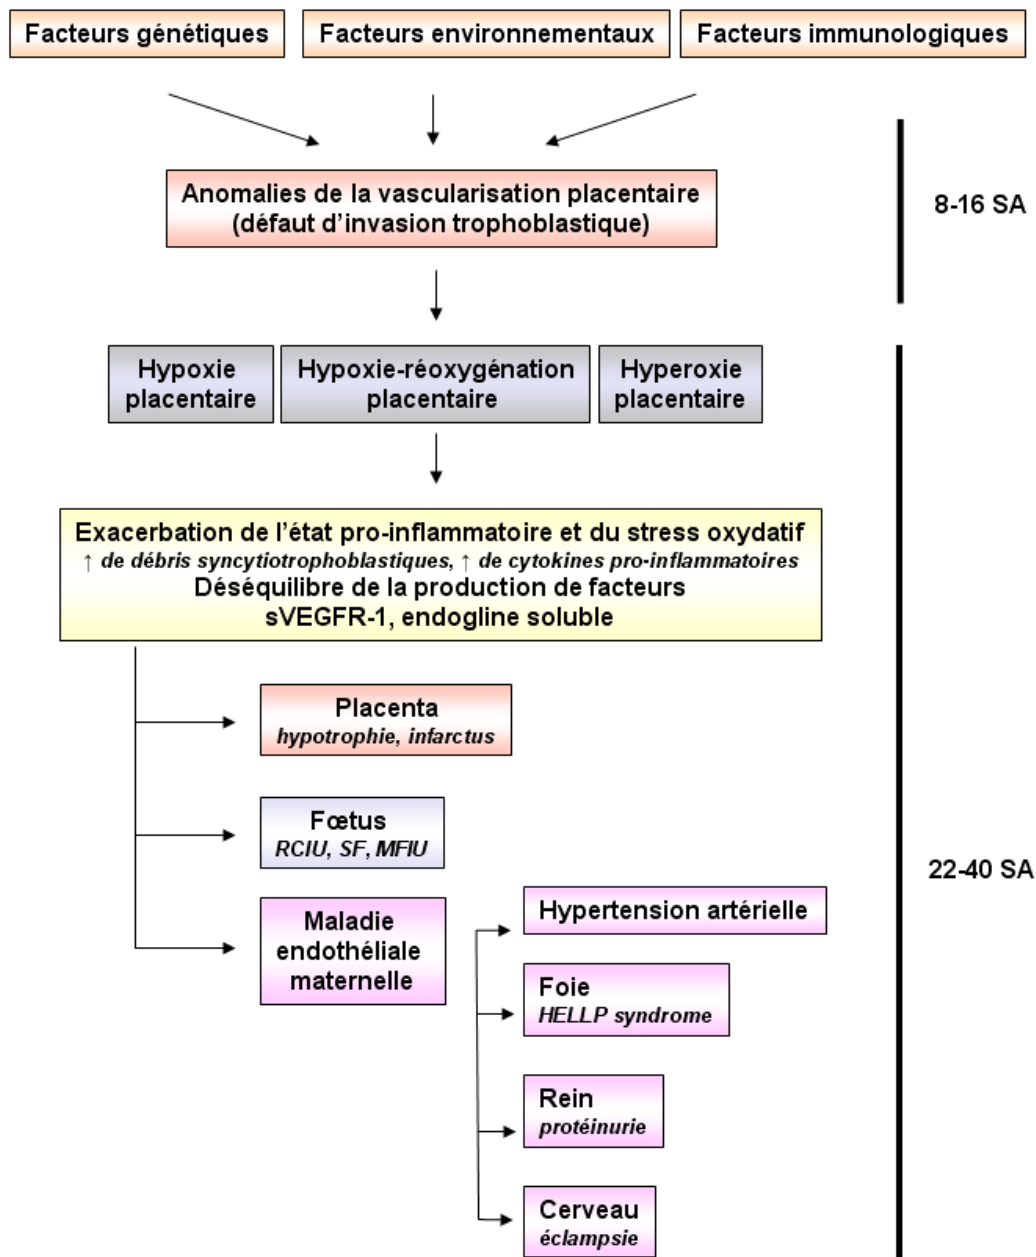 Facteurs génétiques
Facteurs environnementaux
Facteurs immunologiques
Anomalies de la vascularisation placentaire
(défaut d'invasion trophoblastique)
8-16 SA
Hypoxie
placentaire
Hypoxie-réoxygénation
placentaire
Hyperoxie
placentaire
Exacerbation de l'état pro-inflammatoire et du stress oxydatif
↑ de débris syncytiotrophoblastiques, ↑ de cytokines pro-inflammatoires
Déséquilibre de la production de facteurs
sVEGFR-1, endogline soluble
Placenta
hypotrophie, infarctus
Fœtus
RCIU, SF, MFIU
22-40 SA
Maladie
endothéliale
maternelle
Hypertension artérielle
Foie
HELLP syndrome
Rein
protéinurie
Cerveau
éclampsie